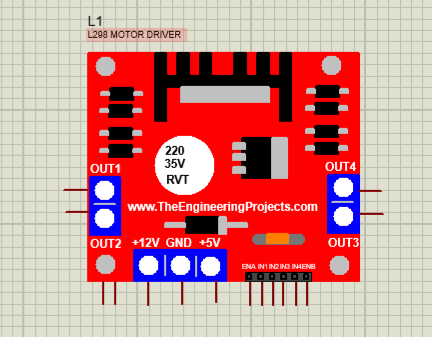 L1
L298 MOTOR DRIVER
220
35V
RVT
OUT1
OUT4
www.TheEngineeringProjects.com
OUT2
+12V GND +5V
OUT3
ENA IN1 IN2 IN3 IN4 ENB